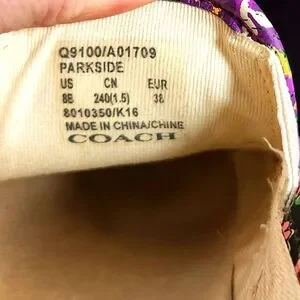 Q9100/A01709
PARKSIDE
US CN EUR
8B 240(1.5) 38
8010350/K16
MADE IN CHINA/CHINE
COACH